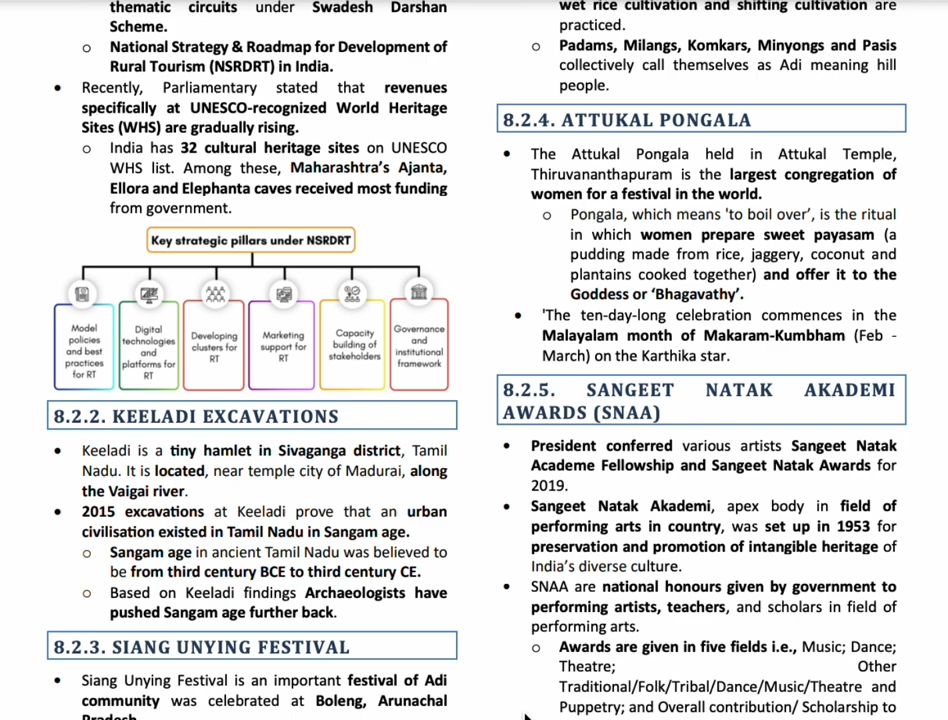 thematic circuits under Swadesh Darshan
Scheme.
o National Strategy & Roadmap for Development of
Rural Tourism (NSRDRT) in India.
• Recently, Parliamentary stated that revenues
specifically at UNESCO-recognized World Heritage
Sites (WHS) are gradually rising.
o India has 32 cultural heritage sites on UNESCO
WHS list. Among these, Maharashtra's Ajanta,
Ellora and Elephanta caves received most funding
from government.
Key strategic pillars under NSRDRT
Model
policies
and best
practices
for RT
Digital
technologies
and
platforms for
RT
Developing
clusters for
RT
Marketing
support for
RT
Capacity
building of
stakeholders
Governance
and
institutional
framework
8.2.2. KEELADI EXCAVATIONS
• Keeladi is a tiny hamlet in Sivaganga district, Tamil
Nadu. It is located, near temple city of Madurai, along
the Vaigai river.
• 2015 excavations at Keeladi prove that an urban
civilisation existed in Tamil Nadu in Sangam age.
o Sangam age in ancient Tamil Nadu was believed to
be from third century BCE to third century CE.
o Based on Keeladi findings Archaeologists have
pushed Sangam age further back.
8.2.3. SIANG UNYING FESTIVAL
• Siang Unying Festival is an important festival of Adi
community was celebrated at Boleng, Arunachal
Pradesh.
wet rice cultivation and shifting cultivation are
practiced.
o Padams, Milangs, Komkars, Minyongs and Pasis
collectively call themselves as Adi meaning hill
people.
8.2.4. ATTUKAL PONGALA
• The Attukal Pongala held in Attukal Temple,
Thiruvananthapuram is the largest congregation of
women for a festival in the world.
o Pongala, which means 'to boil over', is the ritual
in which women prepare sweet payasam (a
pudding made from rice, jaggery, coconut and
plantains cooked together) and offer it to the
Goddess or 'Bhagavathy'.
• 'The ten-day-long celebration commences in the
Malayalam month of Makaram-Kumbham (Feb -
March) on the Karthika star.
8.2.5. SANGEET NATAK AKADEMI
AWARDS (SNAA)
• President conferred various artists Sangeet Natak
Academe Fellowship and Sangeet Natak Awards for
2019.
• Sangeet Natak Akademi, apex body in field of
performing arts in country, was set up in 1953 for
preservation and promotion of intangible heritage of
India's diverse culture.
• SNAA are national honours given by government to
performing artists, teachers, and scholars in field of
performing arts.
o Awards are given in five fields i.e., Music; Dance;
Theatre; Other
Traditional/Folk/Tribal/Dance/Music/Theatre and
Puppetry; and Overall contribution/ Scholarship to